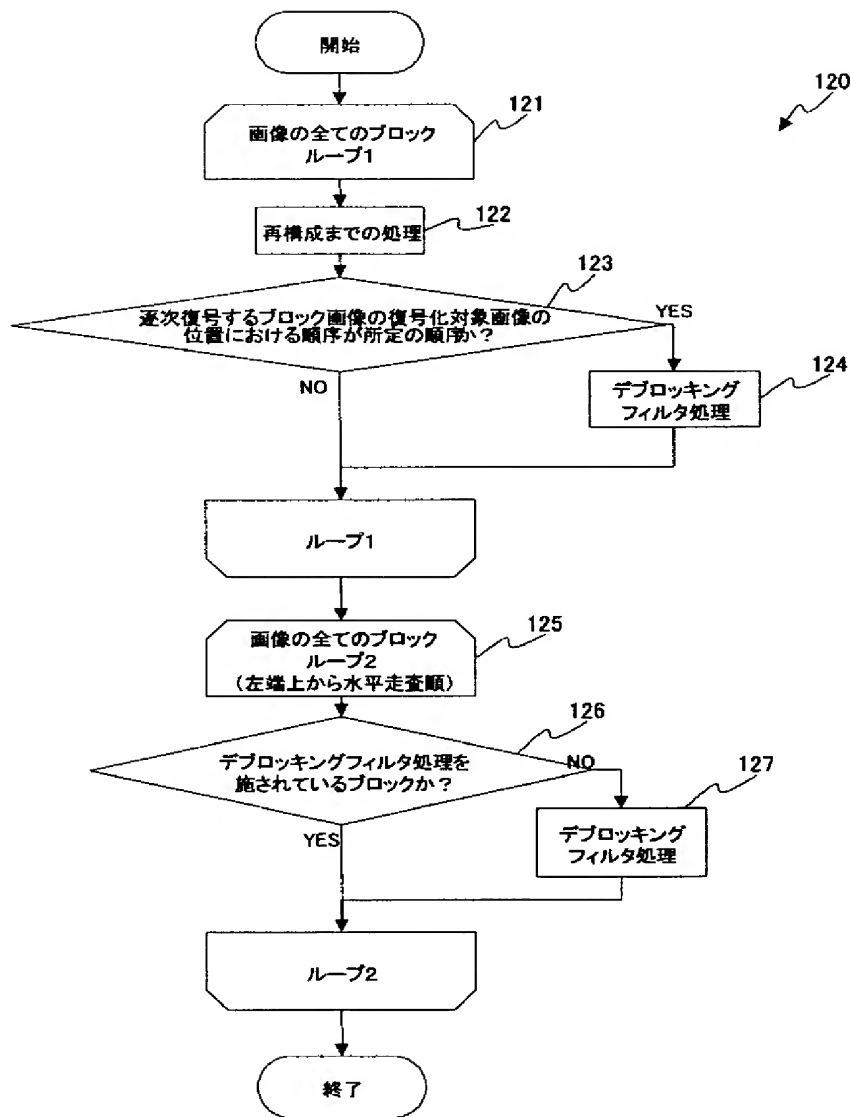 開始
120
121
画像の全てのブロック
ループ1
122
再構成までの処理
123
逐次復号するブロック画像の復号化対象画像の
位置における順序が所定の順序か？
YES
NO
124
デブロッキング
フィルタ処理
ループ1
125
画像の全てのブロック
ループ2
（左端上から水平走査順）
126
デブロッキングフィルタ処理を
施されているブロックか？
NO
YES
127
デブロッキング
フィルタ処理
ループ2
終了